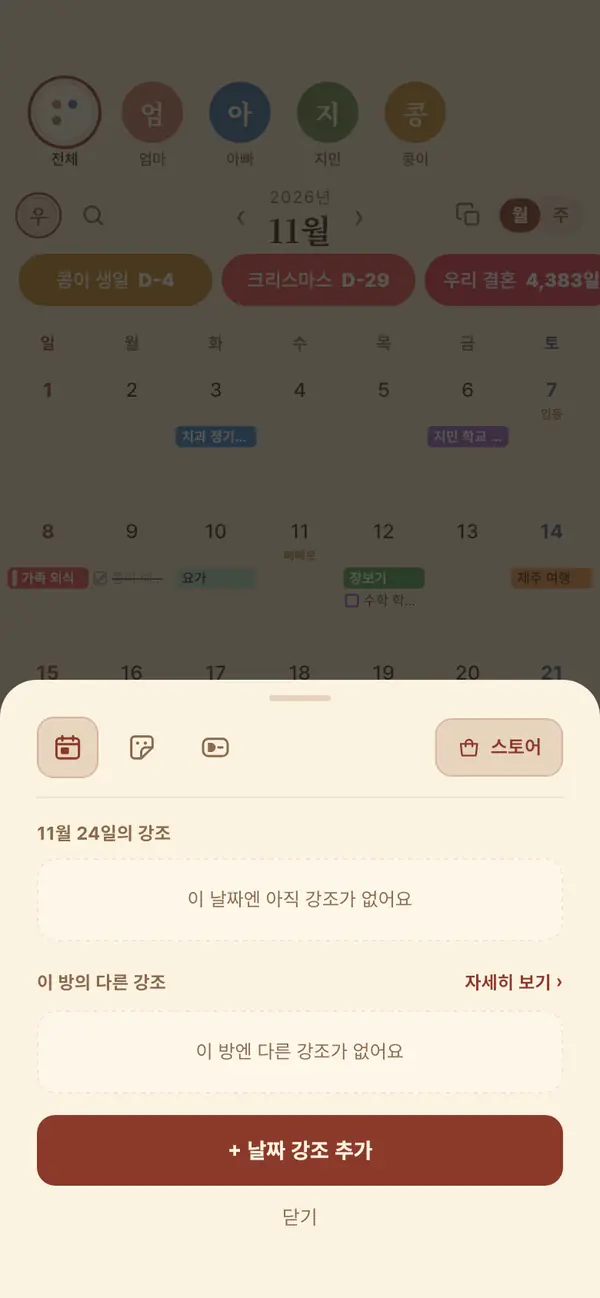 엄 아 지 콩
전체 엄마 아빠 지민 콩이
2026년
우 ‹ 11월 › 월 주
콩이 생일 D-4 크리스마스 D-29 우리 결혼 4,383일
일 월 화 수 목 금 토
1 2 3 4 5 6 7
입동
치과 정기... 지민 학교 ...
8 9 10 11 12 13 14
빼빼로
가족 외식 요가 장보기 제주 여행
수학 학...
15 16 17 18 19 20 21
D- 스토어
11월 24일의 강조
이 날짜엔 아직 강조가 없어요
이 방의 다른 강조 자세히 보기 ›
이 방엔 다른 강조가 없어요
+ 날짜 강조 추가
닫기